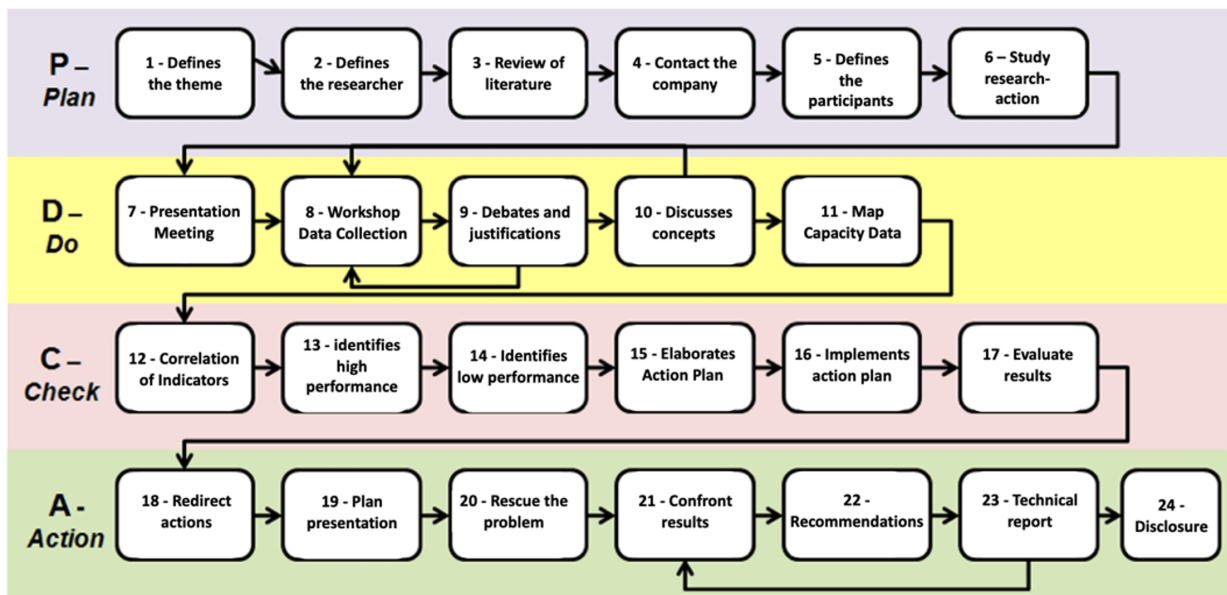 P –
Plan
1 - Defines
the theme
2 - Defines
the researcher
3 - Review of
literature
4 - Contact the
company
5 - Defines
the
participants
6 – Study
research-
action
D –
Do
7 - Presentation
Meeting
8 - Workshop
Data Collection
9 - Debates and
justifications
10 - Discusses
concepts
11 - Map
Capacity Data
C –
Check
12 - Correlation
of Indicators
13 - identifies
high
performance
14 - Identifies
low performance
15 - Elaborates
Action Plan
16 - Implements
action plan
17 - Evaluate
results
A -
Action
18 - Redirect
actions
19 - Plan
presentation
20 - Rescue the
problem
21 - Confront
results
22 -
Recommendations
23 - Technical
report
24 -
Disclosure